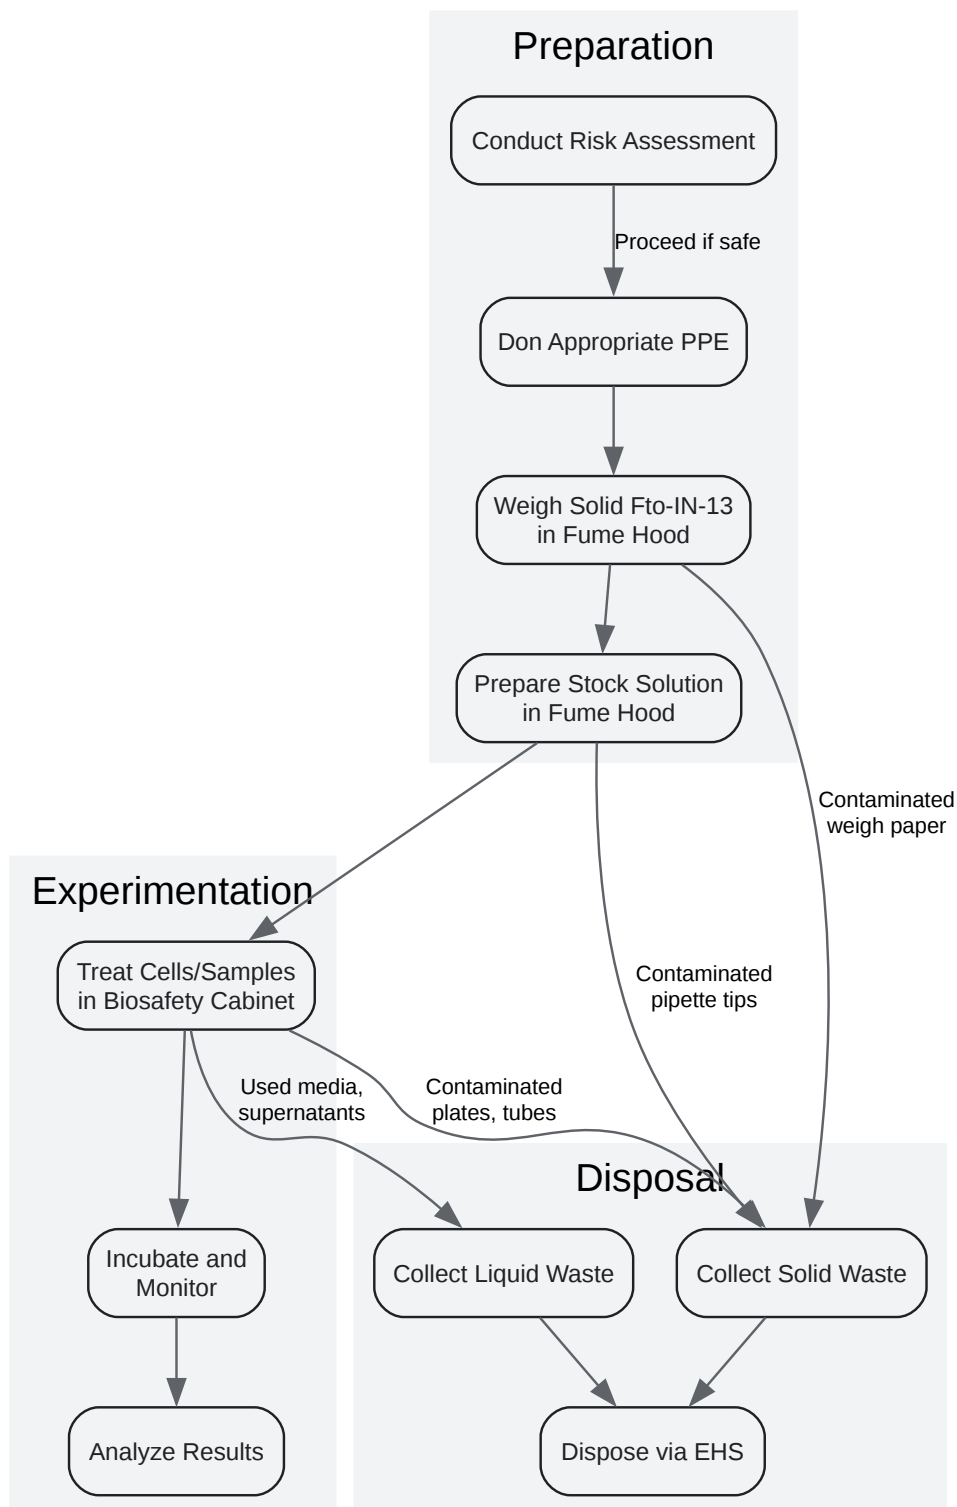 Preparation
Conduct Risk Assessment
Proceed if safe
Don Appropriate PPE
Weigh Solid Fto-IN-13
in Fume Hood
Prepare Stock Solution
in Fume Hood
Contaminated
weigh paper
Experimentation
Treat Cells/Samples
in Biosafety Cabinet
Contaminated
pipette tips
Used media,
supernatants
Contaminated
plates, tubes
Disposal
Incubate and
Monitor
Collect Liquid Waste
Collect Solid Waste
Analyze Results
Dispose via EHS